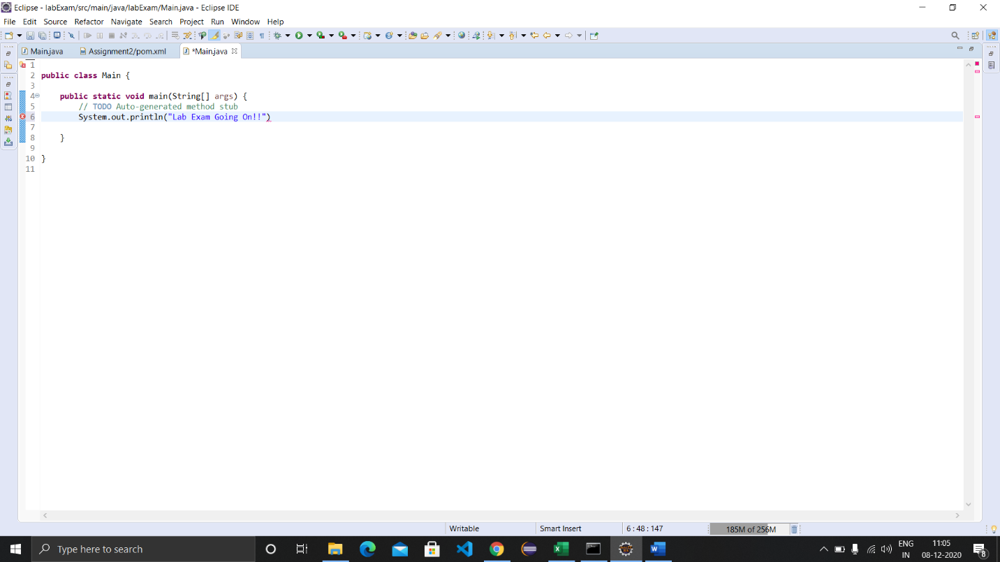 Eclipse - labExam/src/main/java/labExam/Main.java - Eclipse IDE
File Edit Source Refactor Navigate Search Project Run Window Help
Main.java Assignment2/pom.xml *Main.java
1
2 public class Main {
3
4 public static void main(String[] args) {
5 // TODO Auto-generated method stub
6 System.out.println("Lab Exam Going On!!")
7
8 }
9
10 }
11
Writable Smart Insert 6 : 48 : 147 185M of 256M
Type here to search
ENG 11:05
IN 08-12-2020 8